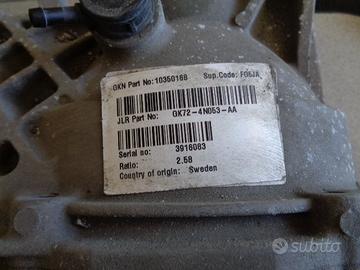 GKN Part No: 10350168 Sup. Code: F06JA
JLR Part No: GK72-4N053-AA
Serial no: 3916083
Ratio: 2.58
Country of origin: Sweden
subito